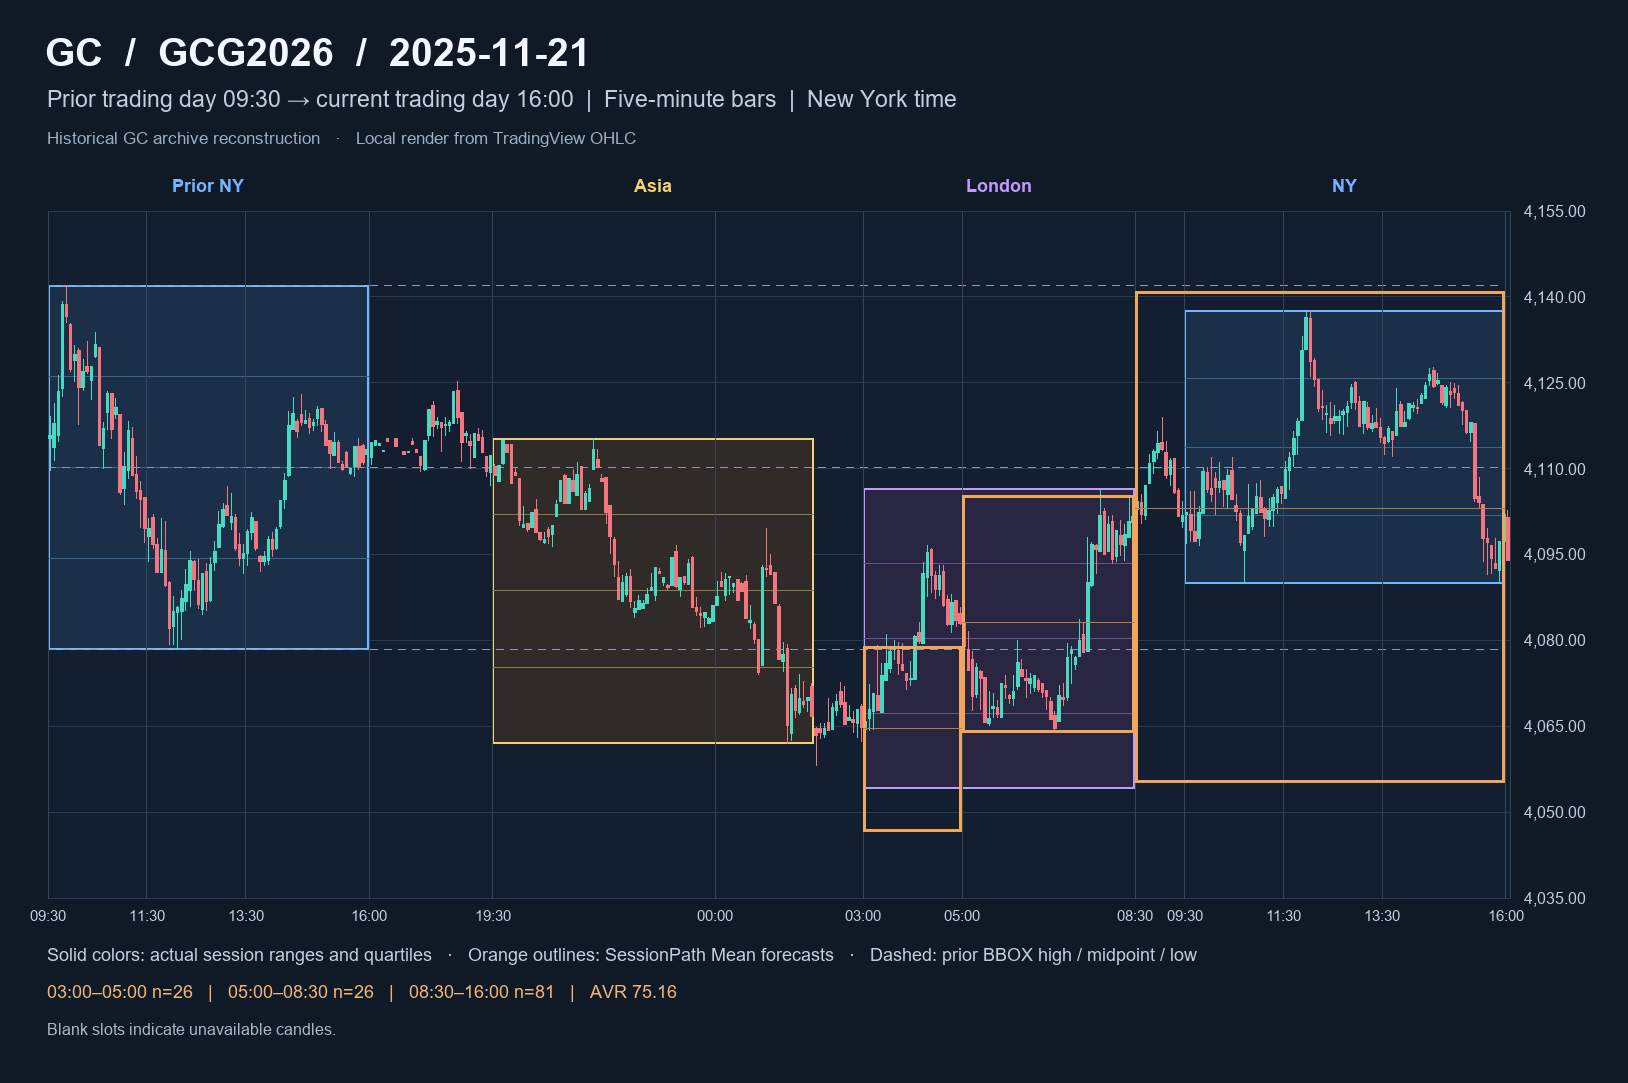 GC / GCG2026 / 2025-11-21
Prior trading day 09:30 → current trading day 16:00 | Five-minute bars | New York time
Historical GC archive reconstruction · Local render from TradingView OHLC
Prior NY Asia London NY
4,155.00
4,140.00
4,125.00
4,110.00
4,095.00
4,080.00
4,065.00
4,050.00
4,035.00
09:30 11:30 13:30 16:00 19:30 00:00 03:00 05:00 08:30 09:30 11:30 13:30 16:00
Solid colors: actual session ranges and quartiles · Orange outlines: SessionPath Mean forecasts · Dashed: prior BBOX high / midpoint / low
03:00–05:00 n=26 | 05:00–08:30 n=26 | 08:30–16:00 n=81 | AVR 75.16
Blank slots indicate unavailable candles.